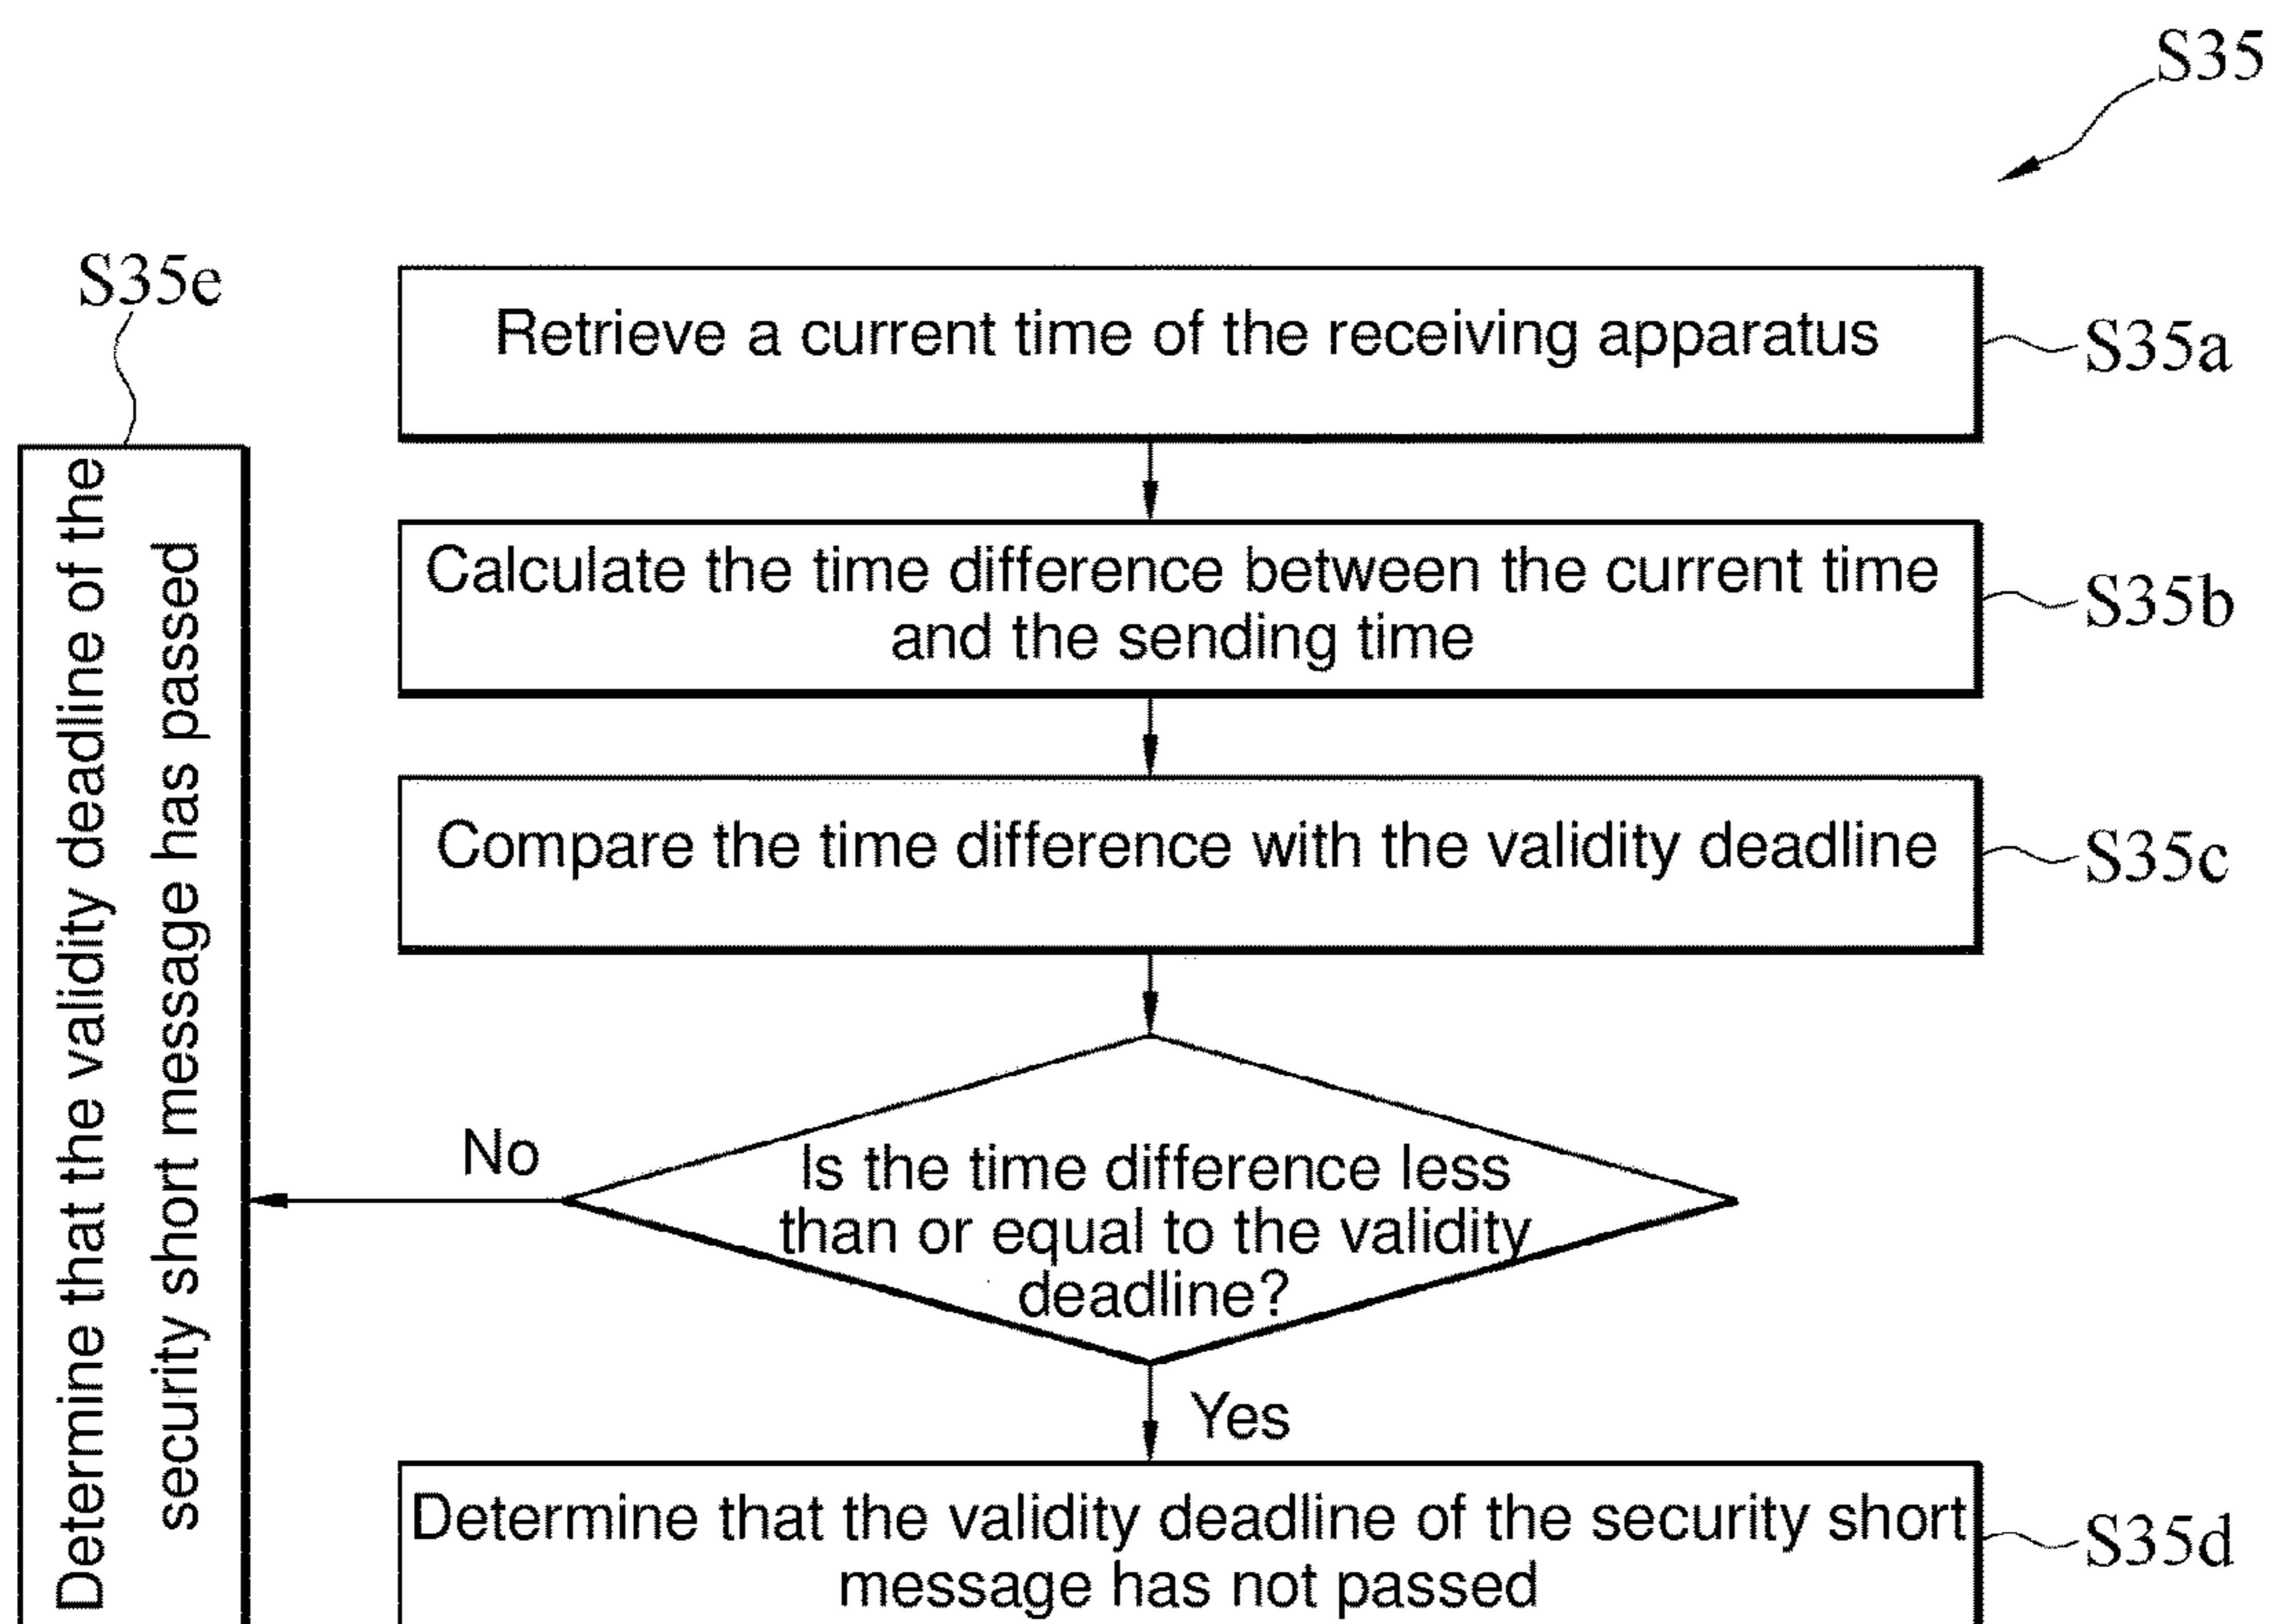 S35
S35e
Retrieve a current time of the receiving apparatus
S35a
Calculate the time difference between the current time
and the sending time
S35b
Compare the time difference with the validity deadline
S35c
Determine that the validity deadline of the
security short message has passed
No
Is the time difference less
than or equal to the validity
deadline?
Yes
Determine that the validity deadline of the security short
message has not passed
S35d